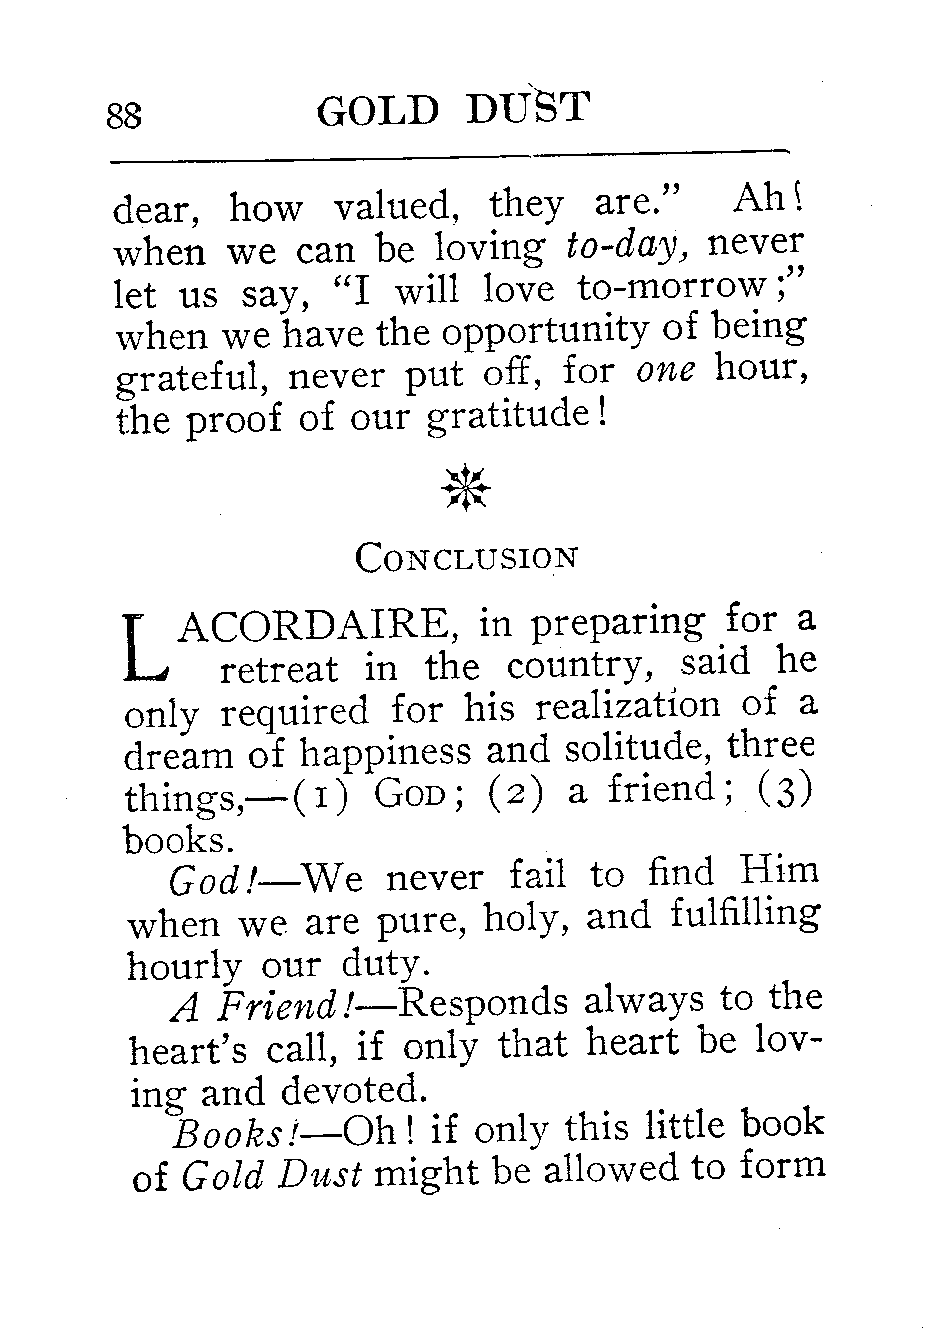 88 GOLD DUST
dear, how valued, they are.” Ah!
when we can be loving to-day, never
let us say, “I will love to-morrow;”
when we have the opportunity of being
grateful, never put off, for one hour,
the proof of our gratitude!
CONCLUSION
LACORDAIRE, in preparing for a
retreat in the country, said he
only required for his realization of a
dream of happiness and solitude, three
things,—(1) GOD; (2) a friend; (3)
books.
God!—We never fail to find Him
when we are pure, holy, and fulfilling
hourly our duty.
A Friend!—Responds always to the
heart’s call, if only that heart be lov-
ing and devoted.
Books!—Oh! if only this little book
of Gold Dust might be allowed to form